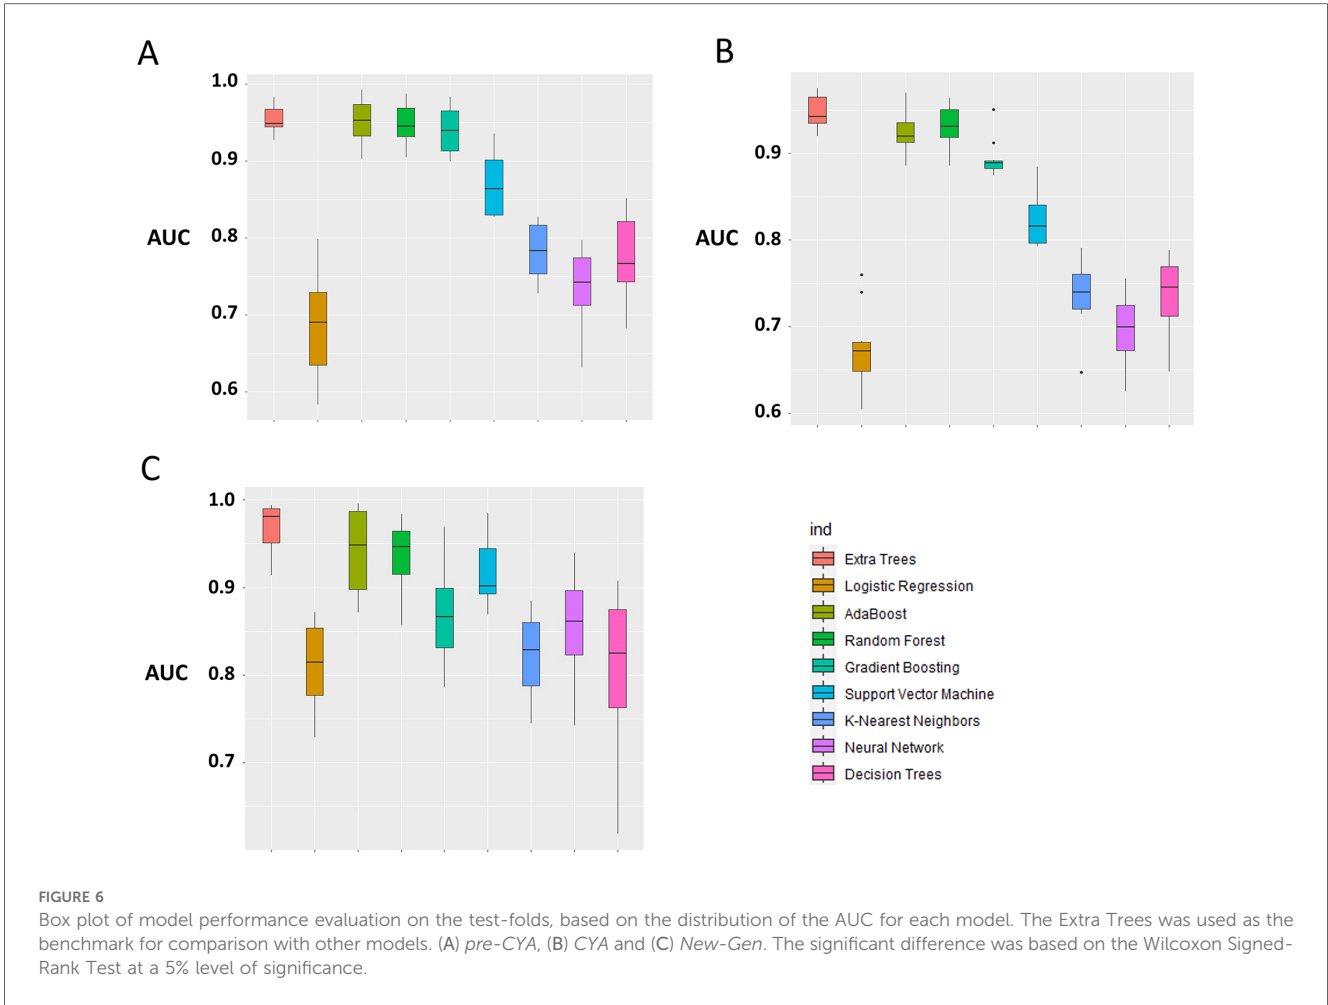 A
1.0
0.9
AUC
0.8
0.7
0.6
B
0.9
AUC
0.8
0.7
0.6
C
1.0
0.9
AUC
0.8
0.7
ind
Extra Trees
Logistic Regression
AdaBoost
Random Forest
Gradient Boosting
Support Vector Machine
K-Nearest Neighbors
Neural Network
Decision Trees
FIGURE 6
Box plot of model performance evaluation on the test-folds, based on the distribution of the AUC for each model. The Extra Trees was used as the
benchmark for comparison with other models. (A) pre-CYA, (B) CYA and (C) New-Gen. The significant difference was based on the Wilcoxon Signed-
Rank Test at a 5% level of significance.